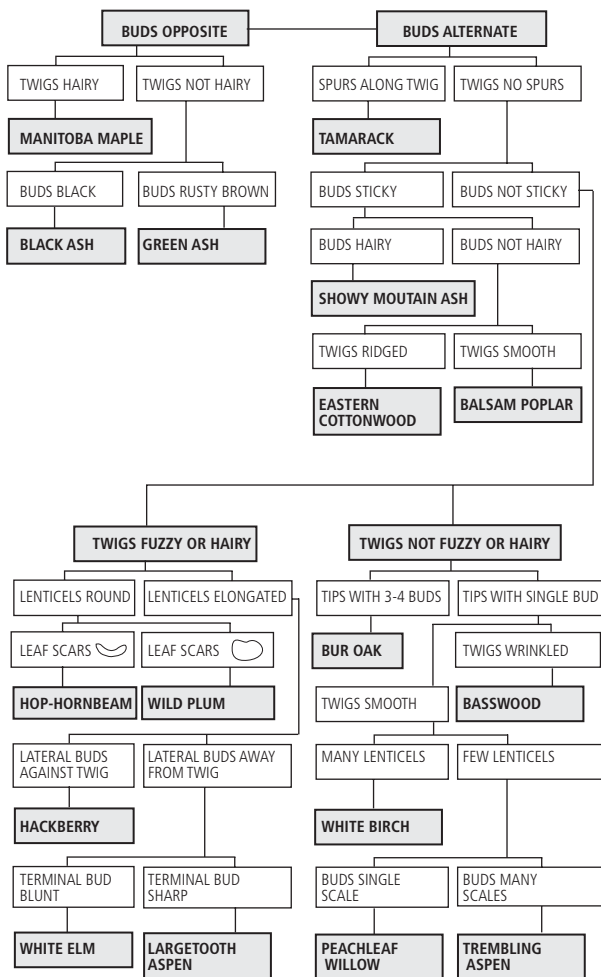 BUDS OPPOSITE
BUDS ALTERNATE
TWIGS HAIRY
TWIGS NOT HAIRY
SPURS ALONG TWIG
TWIGS NO SPURS
MANITOBA MAPLE
TAMARACK
BUDS BLACK
BUDS RUSTY BROWN
BUDS STICKY
BUDS NOT STICKY
BLACK ASH
GREEN ASH
BUDS HAIRY
BUDS NOT HAIRY
SHOWY MOUTAIN ASH
TWIGS RIDGED
TWIGS SMOOTH
EASTERN
COTTONWOOD
BALSAM POPLAR
TWIGS FUZZY OR HAIRY
TWIGS NOT FUZZY OR HAIRY
LENTICELS ROUND
LENTICELS ELONGATED
TIPS WITH 3-4 BUDS
TIPS WITH SINGLE BUD
LEAF SCARS
LEAF SCARS
BUR OAK
TWIGS WRINKLED
HOP-HORNBEAM
WILD PLUM
TWIGS SMOOTH
BASSWOOD
LATERAL BUDS
AGAINST TWIG
LATERAL BUDS AWAY
FROM TWIG
MANY LENTICELS
FEW LENTICELS
HACKBERRY
WHITE BIRCH
TERMINAL BUD
BLUNT
TERMINAL BUD
SHARP
BUDS SINGLE
SCALE
BUDS MANY
SCALES
WHITE ELM
LARGETOOTH
ASPEN
PEACHLEAF
WILLOW
TREMBLING
ASPEN